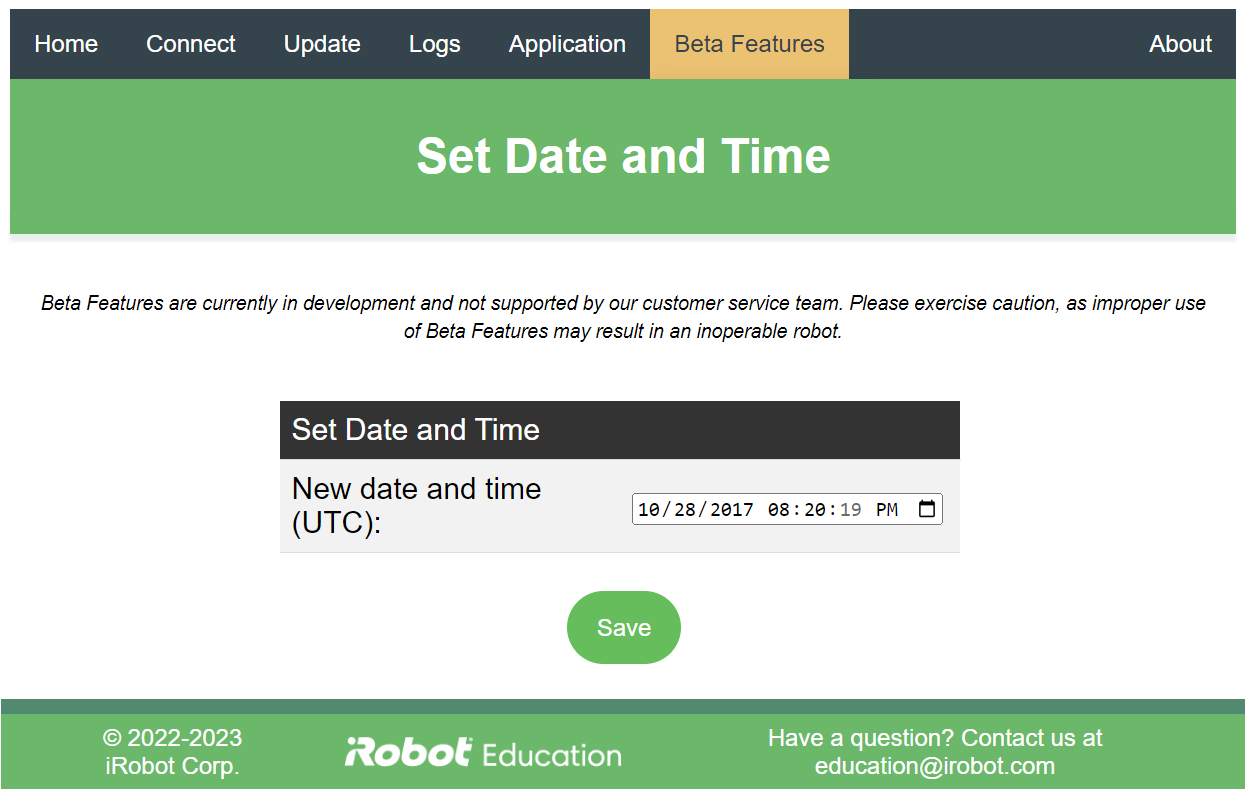 Home Connect Update Logs Application Beta Features About
Set Date and Time
Beta Features are currently in development and not supported by our customer service team. Please exercise caution, as improper use
of Beta Features may result in an inoperable robot.
Set Date and Time
New date and time
(UTC):
10/28/2017 08:20:19 PM
Save
© 2022-2023
iRobot Corp.
iRobot Education
Have a question? Contact us at
education@irobot.com